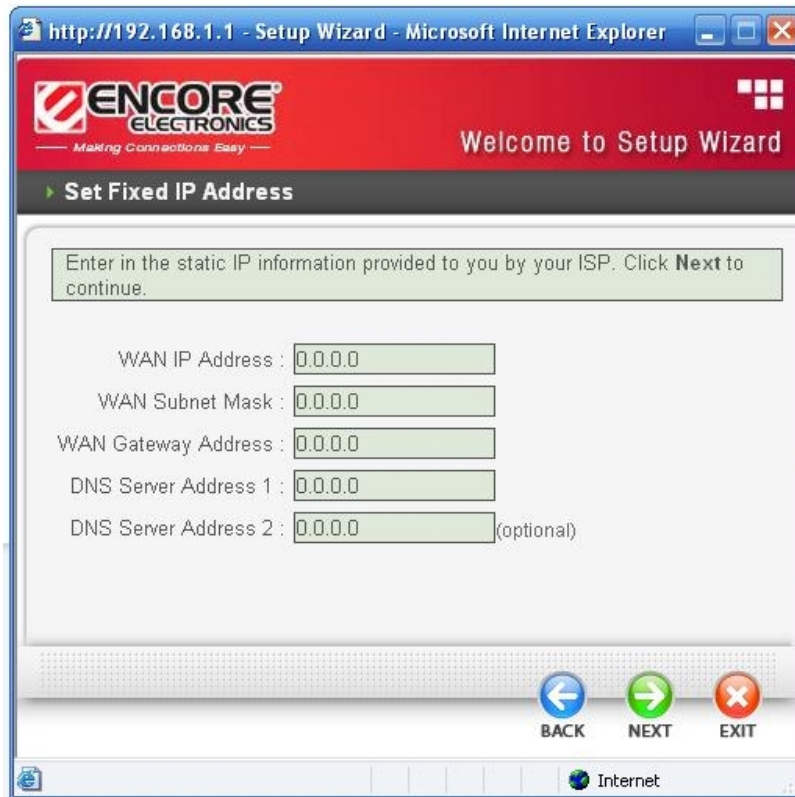 http://192.168.1.1 - Setup Wizard - Microsoft Internet Explorer
ENCORE
ELECTRONICS
Making Connections Easy
Welcome to Setup Wizard
Set Fixed IP Address
Enter in the static IP information provided to you by your ISP. Click Next to
continue.
WAN IP Address : 0.0.0.0
WAN Subnet Mask : 0.0.0.0
WAN Gateway Address : 0.0.0.0
DNS Server Address 1 : 0.0.0.0
DNS Server Address 2 : 0.0.0.0 (optional)
BACK NEXT EXIT
Internet